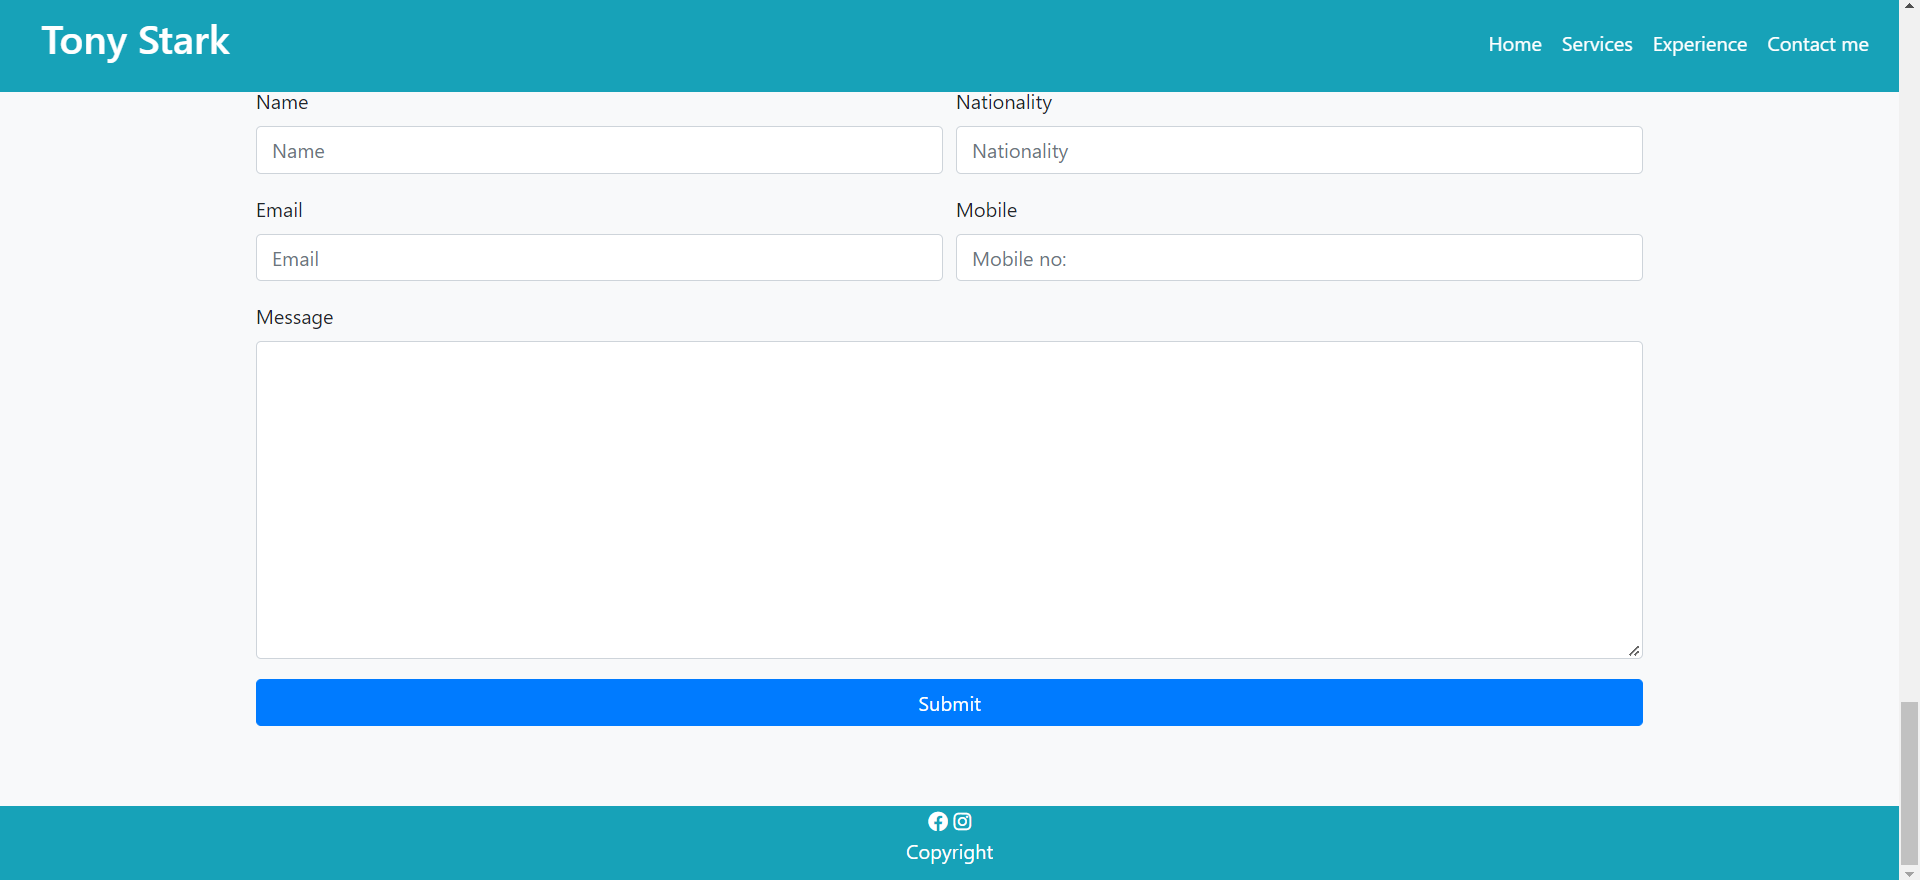 Tony Stark
Home Services Experience Contact me
Name Nationality
Name Nationality
Email Mobile
Email Mobile no:
Message
Submit
Copyright